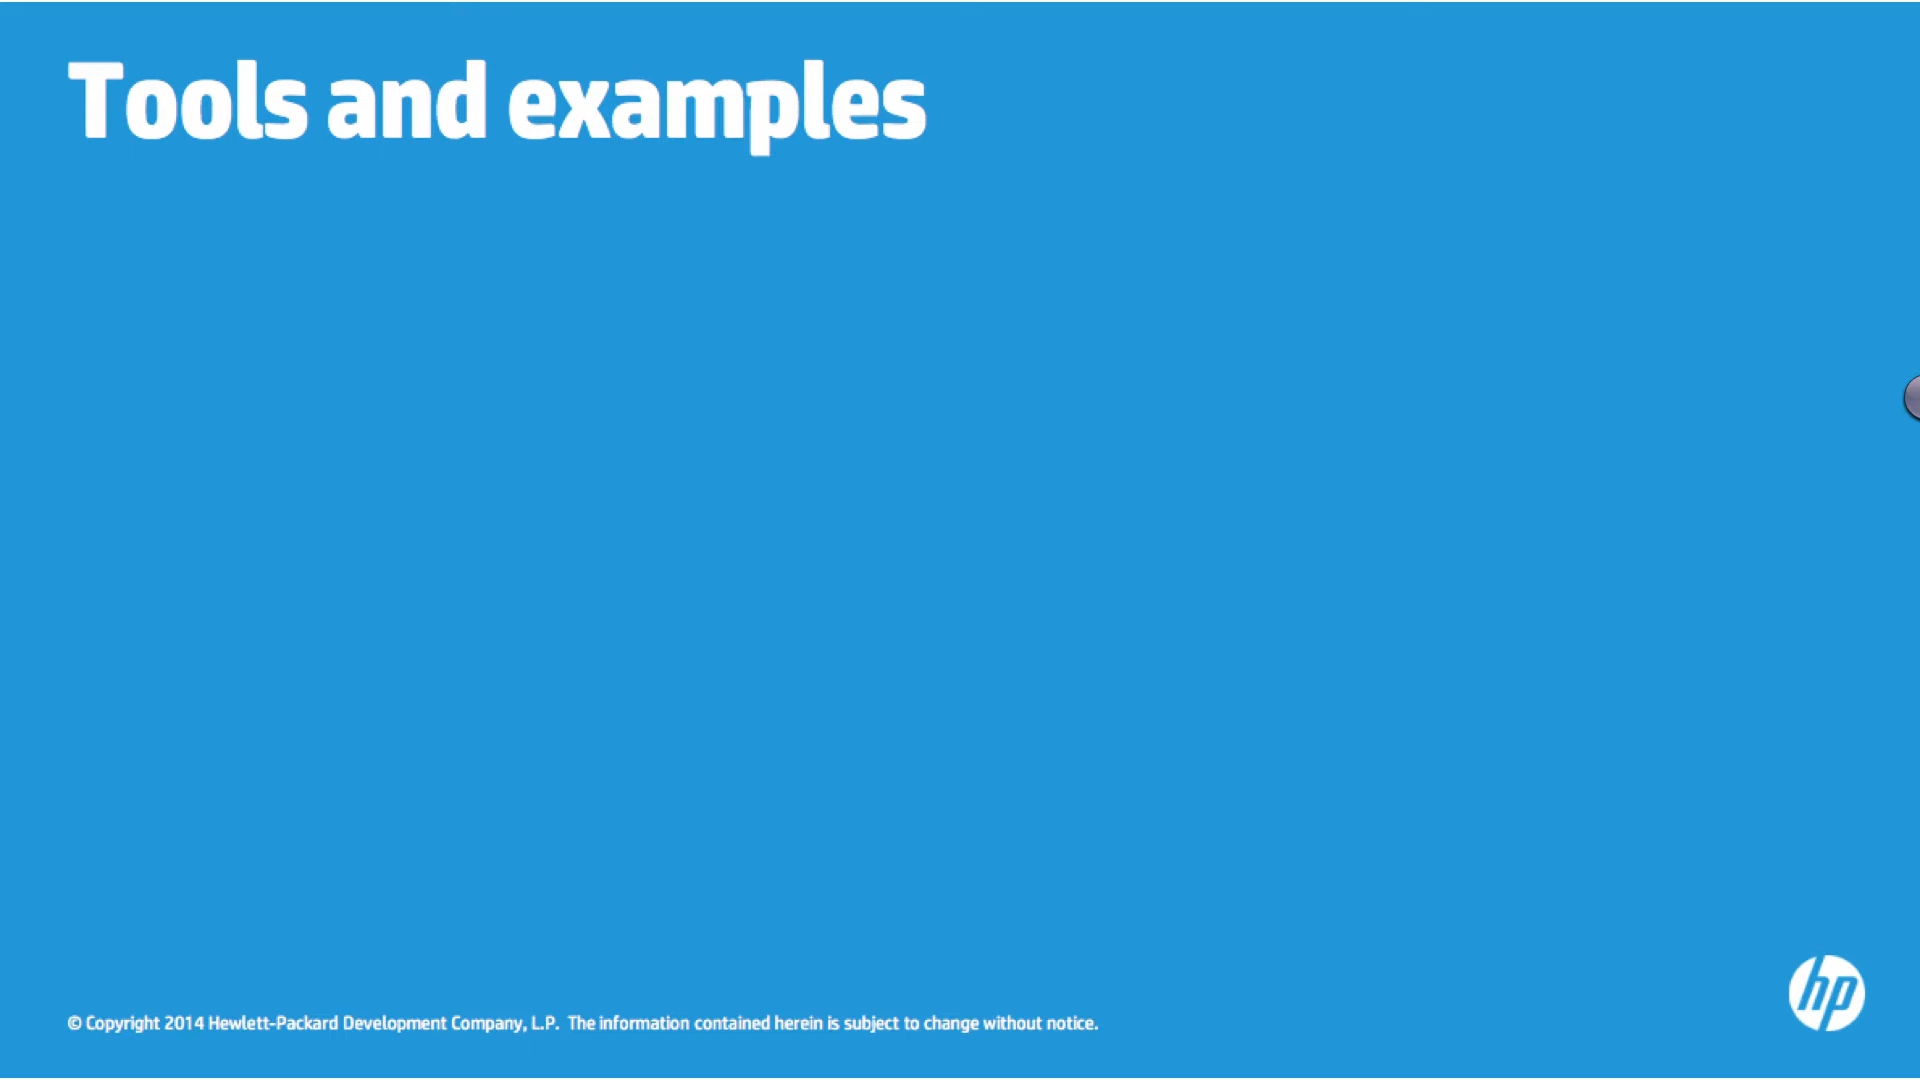 Tools and examples
hp
© Copyright 2014 Hewlett-Packard Development Company, L.P. The information contained herein is subject to change without notice.